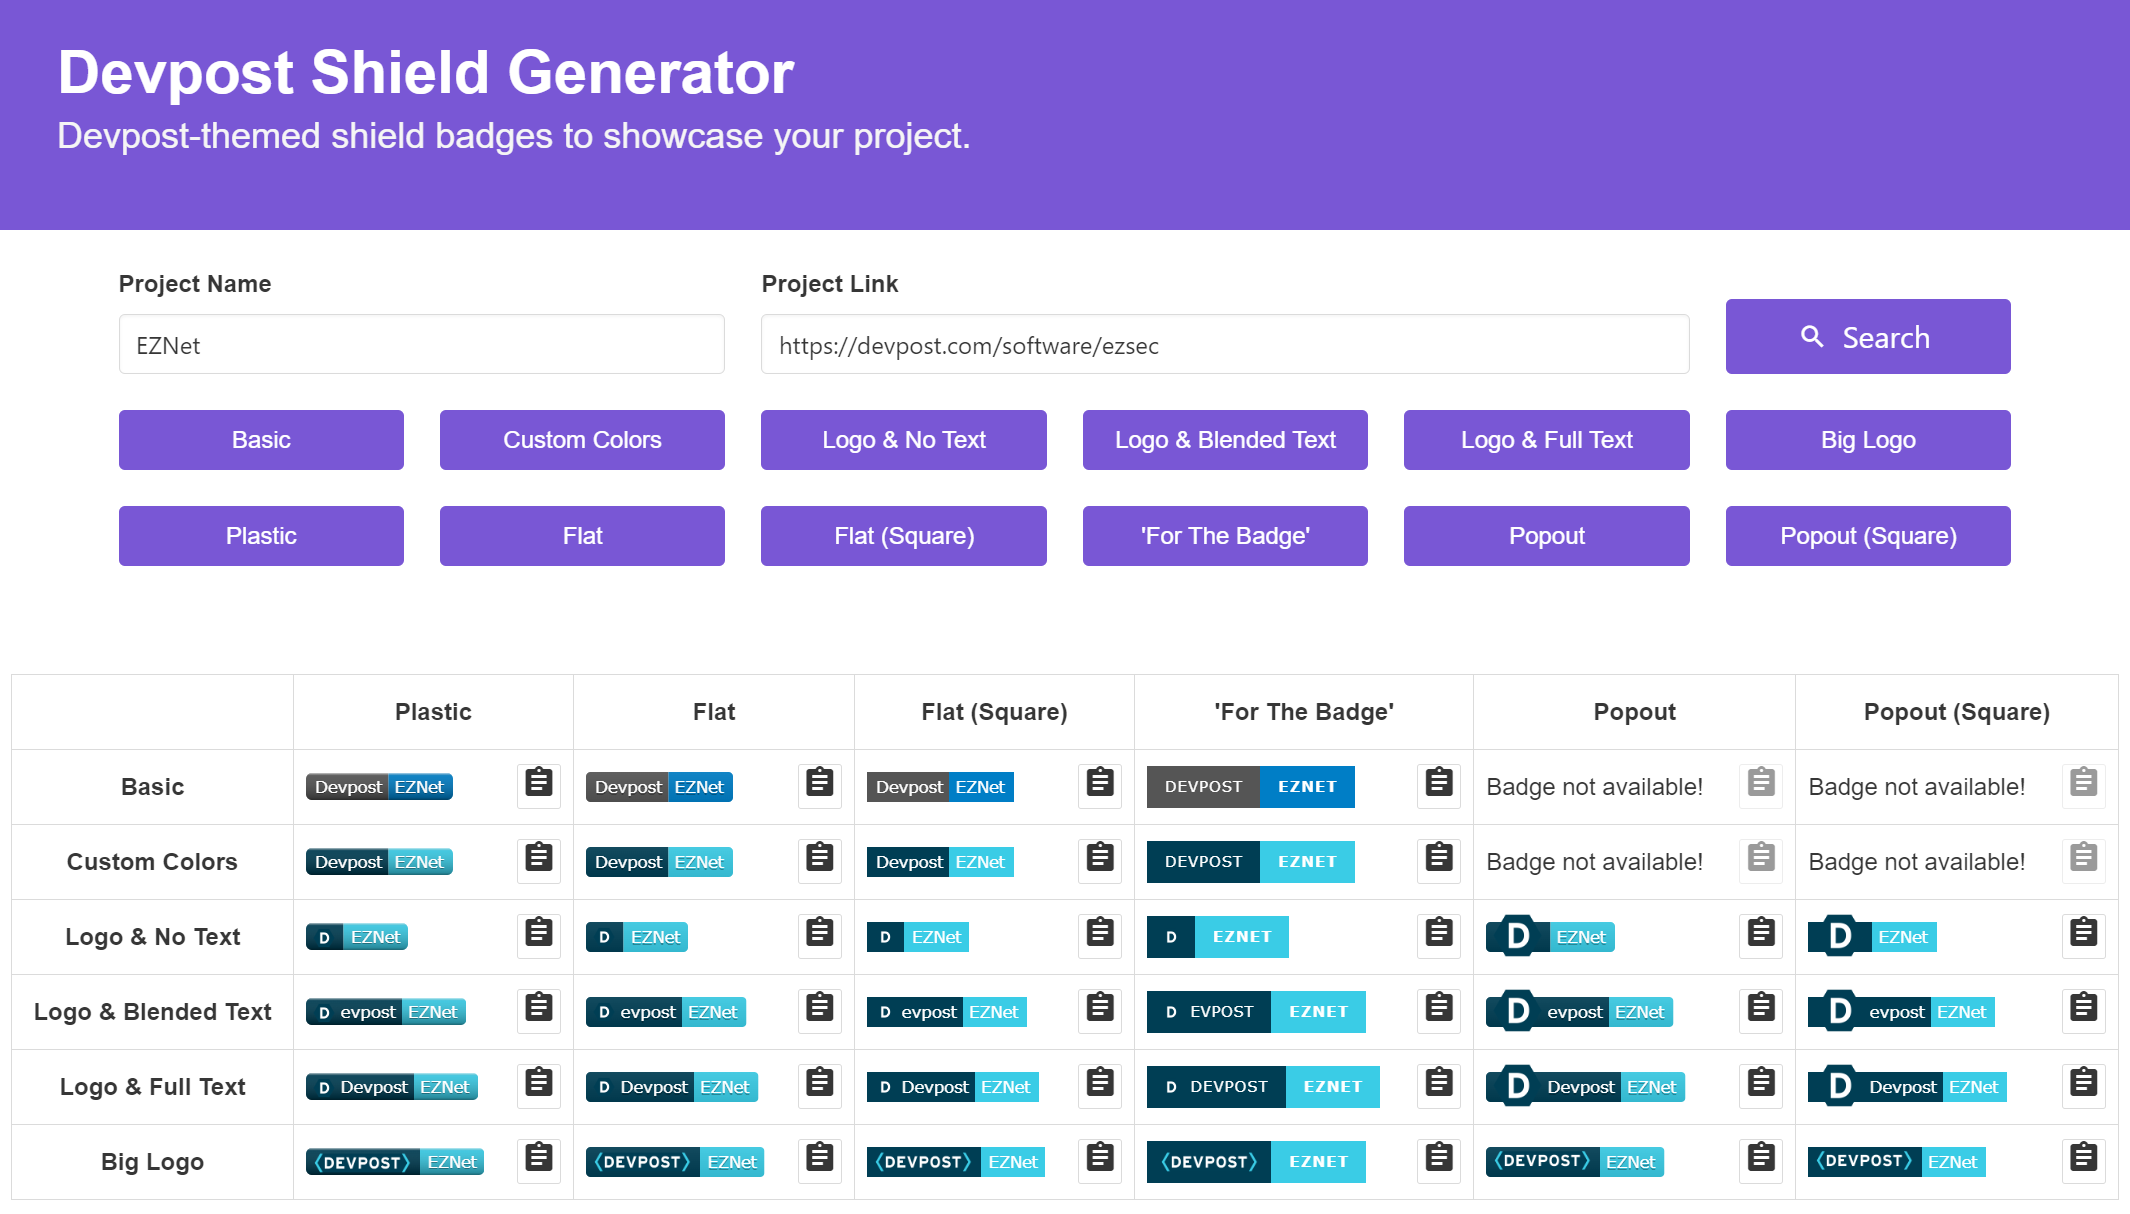 Devpost Shield Generator
Devpost-themed shield badges to showcase your project.
Project Name Project Link
EZNet https://devpost.com/software/ezsec Search
Basic Custom Colors Logo & No Text Logo & Blended Text Logo & Full Text Big Logo
Plastic Flat Flat (Square) 'For The Badge' Popout Popout (Square)
Plastic Flat Flat (Square) 'For The Badge' Popout Popout (Square)
Basic Devpost EZNet Devpost EZNet Devpost EZNet DEVPOST EZNET Badge not available! Badge not available!
Custom Colors Devpost EZNet Devpost EZNet Devpost EZNet DEVPOST EZNET Badge not available! Badge not available!
Logo & No Text D EZNet D EZNet D EZNet D EZNET D EZNet D EZNet
Logo & Blended Text D evpost EZNet D evpost EZNet D evpost EZNet D EVPOST EZNET D evpost EZNet D evpost EZNet
Logo & Full Text D Devpost EZNet D Devpost EZNet D Devpost EZNet D DEVPOST EZNET D Devpost EZNet D Devpost EZNet
Big Logo 〈DEVPOST〉 EZNet 〈DEVPOST〉 EZNet 〈DEVPOST〉 EZNet 〈DEVPOST〉 EZNET 〈DEVPOST〉 EZNet 〈DEVPOST〉 EZNet